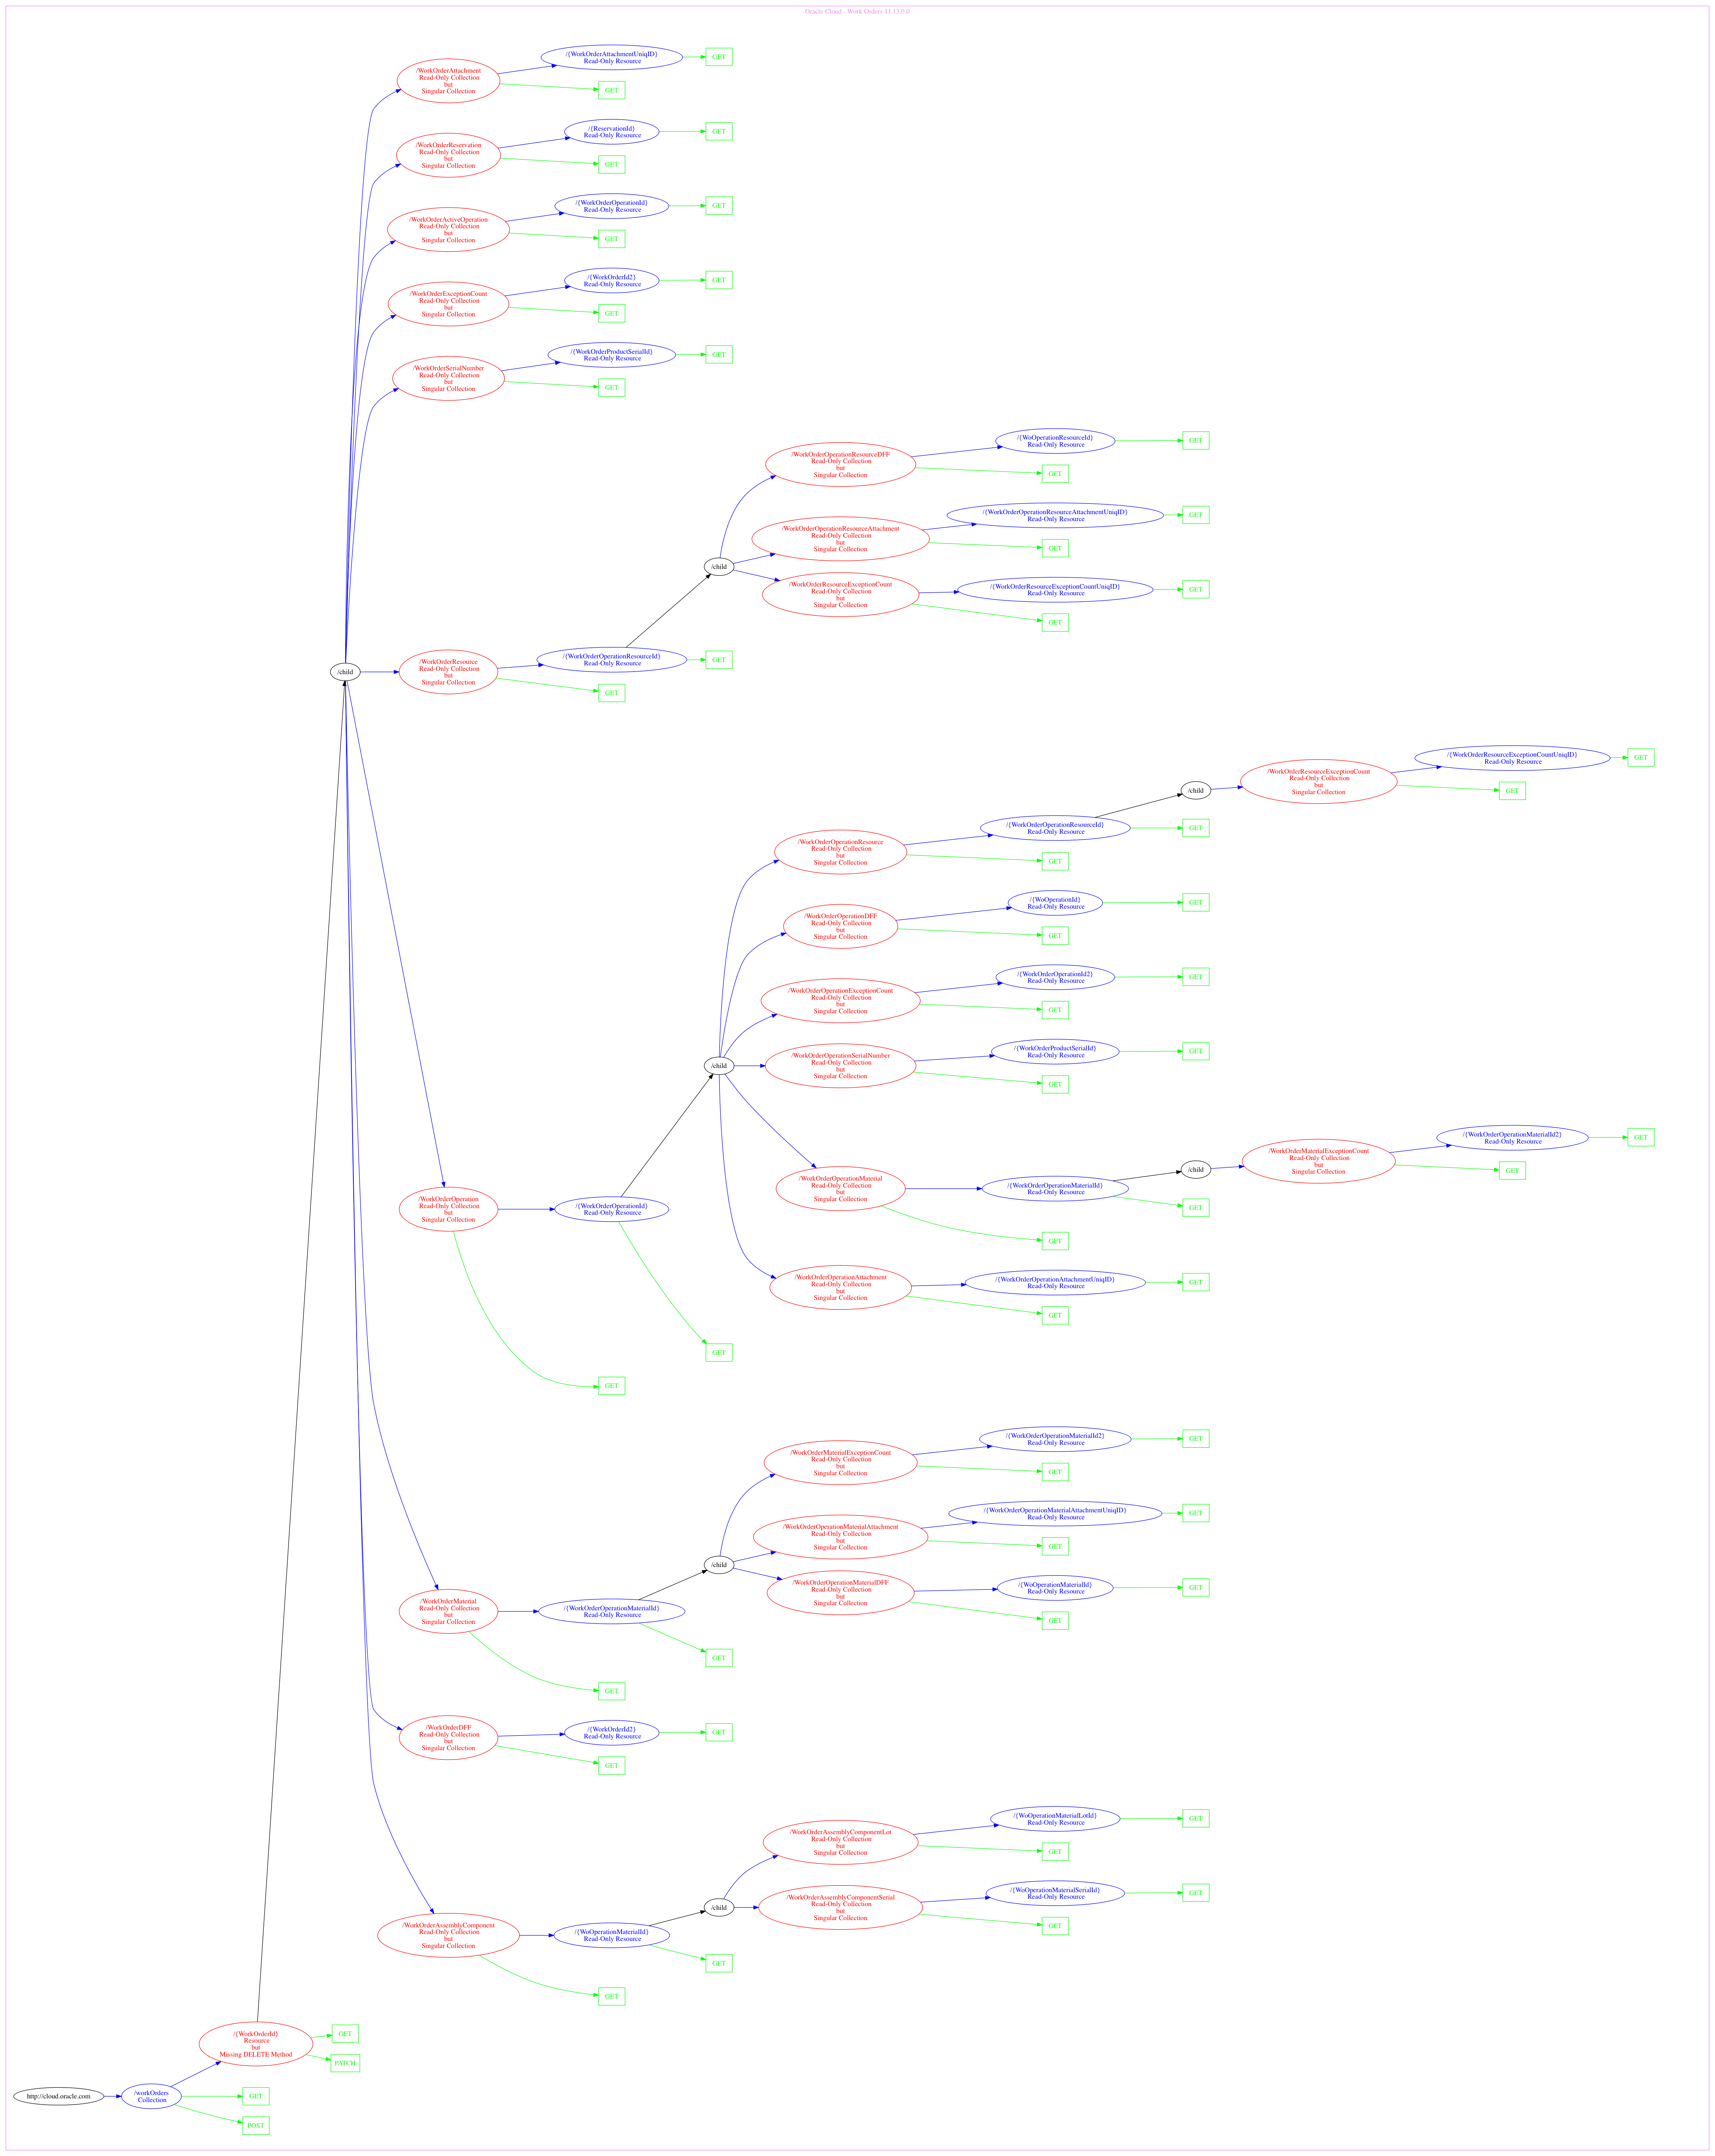 Oracle Cloud - Work Orders 11.13.0.0
/{WorkOrderAttachmentUniqID}
Read-Only Resource
GET
/WorkOrderAttachment
Read-Only Collection
but
Singular Collection
GET
/{ReservationId}
Read-Only Resource
GET
/WorkOrderReservation
Read-Only Collection
but
Singular Collection
GET
/{WorkOrderOperationId}
Read-Only Resource
GET
/WorkOrderActiveOperation
Read-Only Collection
but
Singular Collection
GET
/{WorkOrderId2}
Read-Only Resource
GET
/WorkOrderExceptionCount
Read-Only Collection
but
Singular Collection
GET
/{WorkOrderProductSerialId}
Read-Only Resource
GET
/WorkOrderSerialNumber
Read-Only Collection
but
Singular Collection
GET
/{WoOperationResourceId}
Read-Only Resource
GET
/WorkOrderOperationResourceDFF
Read-Only Collection
but
Singular Collection
GET
/{WorkOrderOperationResourceAttachmentUniqID}
Read-Only Resource
GET
/WorkOrderOperationResourceAttachment
Read-Only Collection
but
Singular Collection
GET
/child
/{WorkOrderResourceExceptionCountUniqID}
Read-Only Resource
GET
/WorkOrderResourceExceptionCount
Read-Only Collection
but
Singular Collection
GET
/child
/WorkOrderResource
Read-Only Collection
but
Singular Collection
/{WorkOrderOperationResourceId}
Read-Only Resource
GET
GET
/{WorkOrderResourceExceptionCountUniqID}
Read-Only Resource
GET
/WorkOrderResourceExceptionCount
Read-Only Collection
but
Singular Collection
GET
/child
/{WorkOrderOperationResourceId}
Read-Only Resource
GET
/WorkOrderOperationResource
Read-Only Collection
but
Singular Collection
GET
/{WoOperationId}
Read-Only Resource
GET
/WorkOrderOperationDFF
Read-Only Collection
but
Singular Collection
GET
/{WorkOrderOperationId2}
Read-Only Resource
GET
/WorkOrderOperationExceptionCount
Read-Only Collection
but
Singular Collection
GET
/{WorkOrderProductSerialId}
Read-Only Resource
GET
/child
/WorkOrderOperationSerialNumber
Read-Only Collection
but
Singular Collection
GET
/{WorkOrderOperationMaterialId2}
Read-Only Resource
GET
/WorkOrderMaterialExceptionCount
Read-Only Collection
but
Singular Collection
GET
/child
/WorkOrderOperationMaterial
Read-Only Collection
but
Singular Collection
/{WorkOrderOperationMaterialId}
Read-Only Resource
GET
GET
/WorkOrderOperation
Read-Only Collection
but
Singular Collection
/{WorkOrderOperationId}
Read-Only Resource
/WorkOrderOperationAttachment
Read-Only Collection
but
Singular Collection
/{WorkOrderOperationAttachmentUniqID}
Read-Only Resource
GET
GET
GET
GET
/{WorkOrderOperationMaterialId2}
Read-Only Resource
GET
/WorkOrderMaterialExceptionCount
Read-Only Collection
but
Singular Collection
GET
/{WorkOrderOperationMaterialAttachmentUniqID}
Read-Only Resource
GET
/WorkOrderOperationMaterialAttachment
Read-Only Collection
but
Singular Collection
GET
/child
/WorkOrderOperationMaterialDFF
Read-Only Collection
but
Singular Collection
/{WoOperationMaterialId}
Read-Only Resource
GET
GET
/WorkOrderMaterial
Read-Only Collection
but
Singular Collection
/{WorkOrderOperationMaterialId}
Read-Only Resource
GET
GET
/WorkOrderDFF
Read-Only Collection
but
Singular Collection
/{WorkOrderId2}
Read-Only Resource
GET
GET
/{WoOperationMaterialLotId}
Read-Only Resource
GET
/WorkOrderAssemblyComponentLot
Read-Only Collection
but
Singular Collection
GET
/child
/WorkOrderAssemblyComponentSerial
Read-Only Collection
but
Singular Collection
/{WoOperationMaterialSerialId}
Read-Only Resource
GET
GET
/WorkOrderAssemblyComponent
Read-Only Collection
but
Singular Collection
/{WoOperationMaterialId}
Read-Only Resource
GET
GET
/{WorkOrderId}
Resource
but
Missing DELETE Method
GET
PATCH
http://cloud.oracle.com
/workOrders
Collection
GET
POST